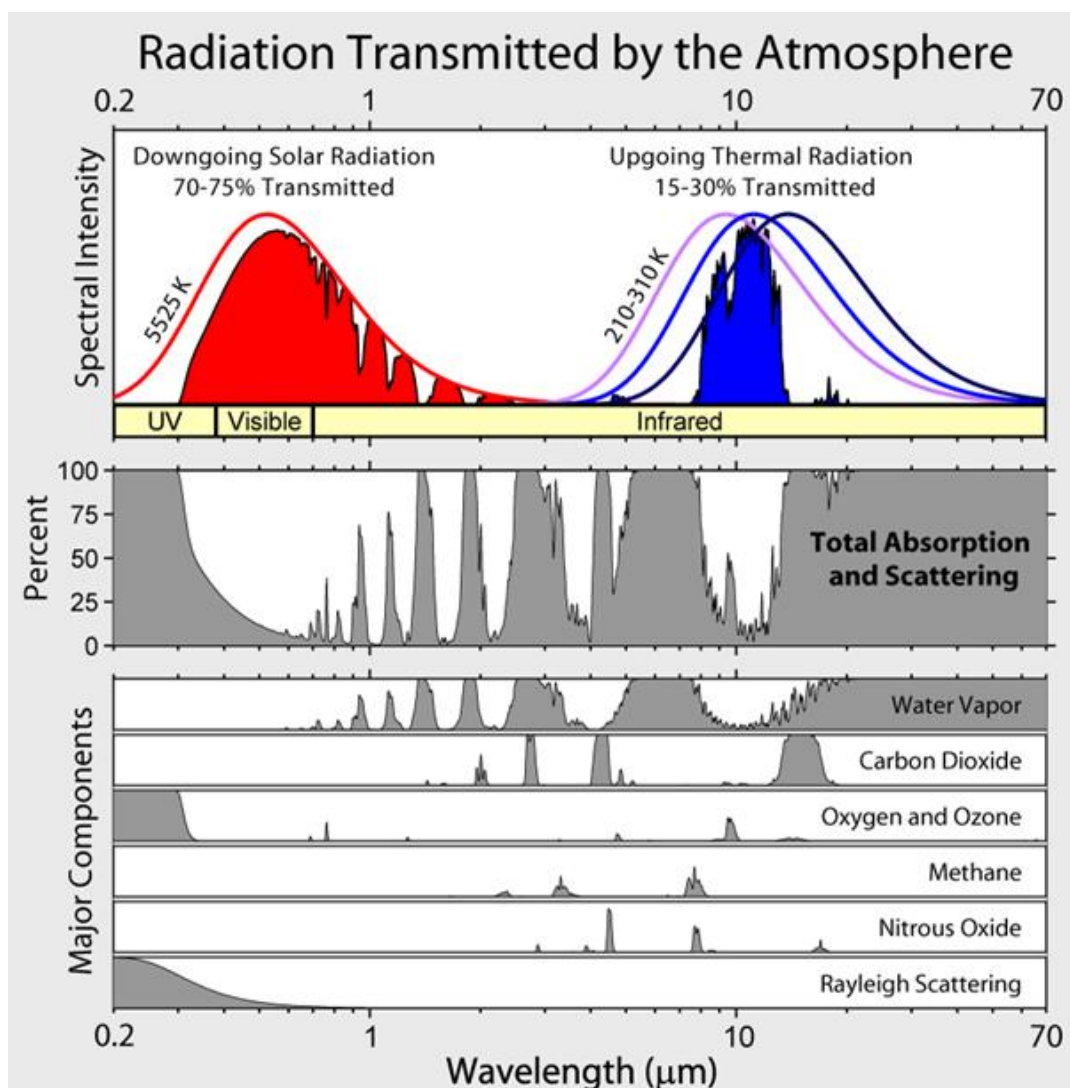 Radiation Transmitted by the Atmosphere
0.2 1 10 70
Spectral Intensity
Downgoing Solar Radiation
70-75% Transmitted
Upgoing Thermal Radiation
15-30% Transmitted
5525 K
210-310 K
UV Visible Infrared
Percent
100
75
50
25
0
Total Absorption
and Scattering
Major Components
Water Vapor
Carbon Dioxide
Oxygen and Ozone
Methane
Nitrous Oxide
Rayleigh Scattering
0.2 1 10 70
Wavelength (μm)